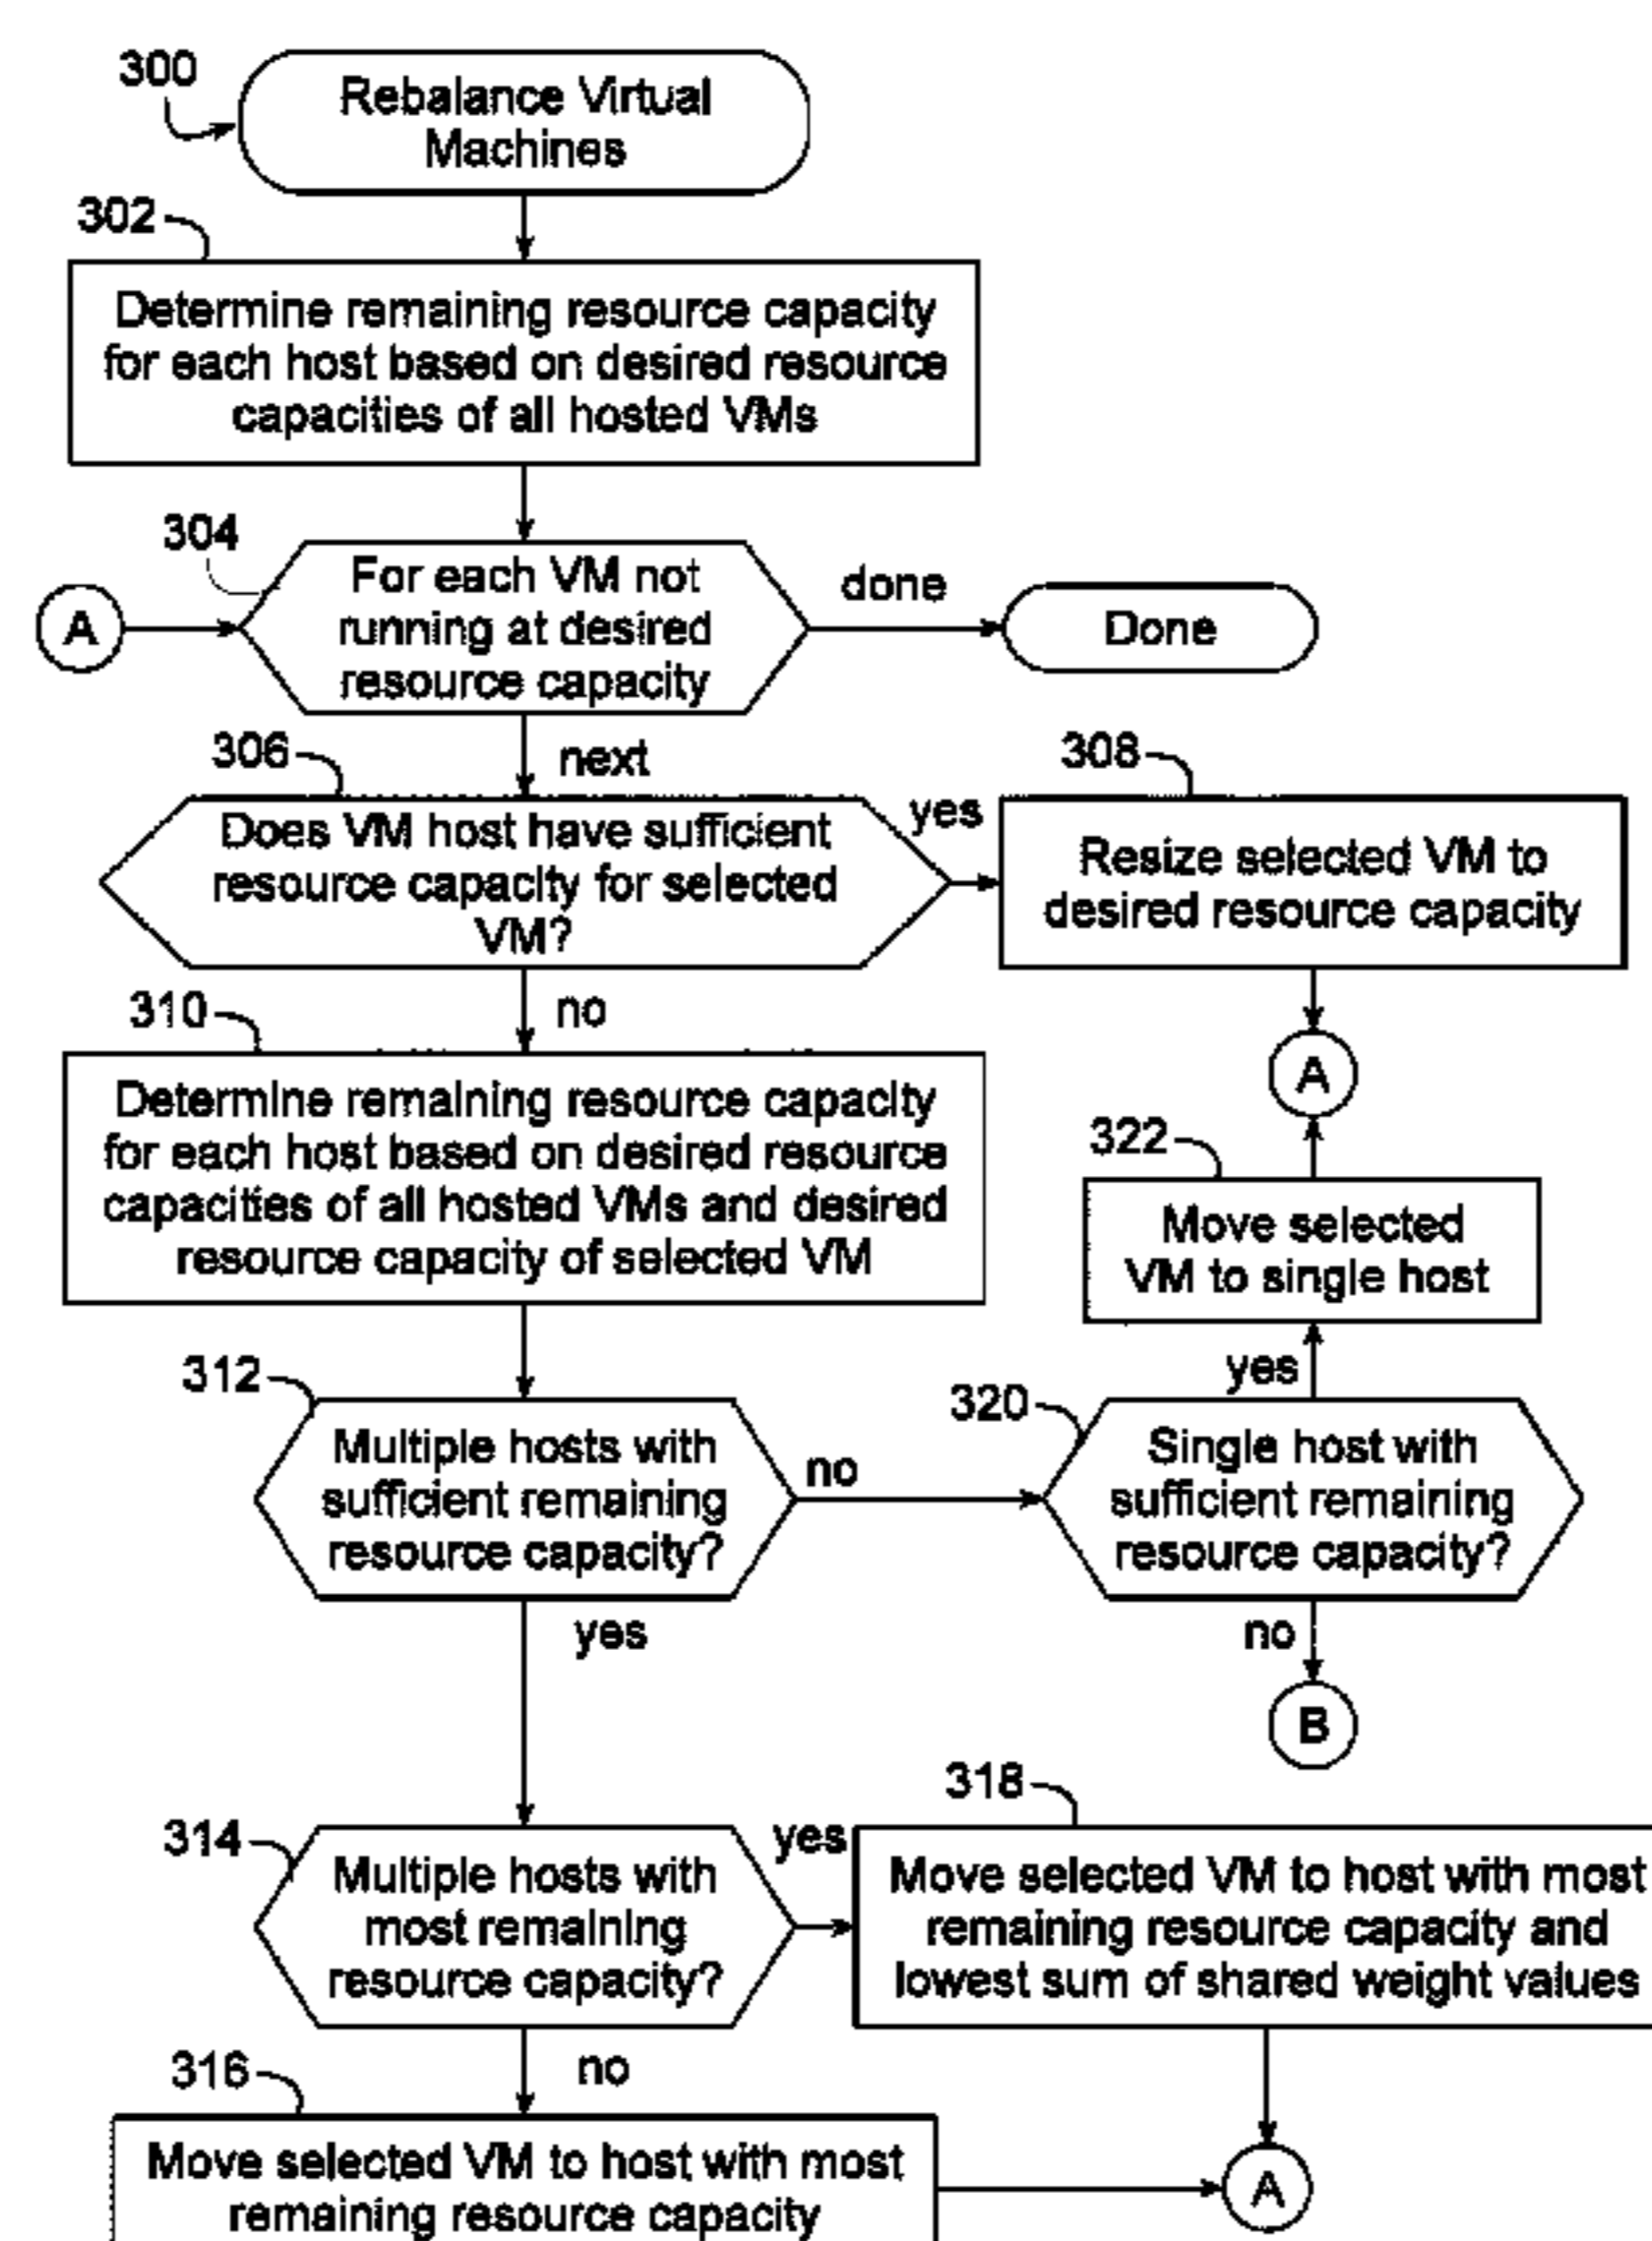 300
Rebalance Virtual
Machines
302
Determine remaining resource capacity
for each host based on desired resource
capacities of all hosted VMs
304
For each VM not
running at desired
resource capacity
done
Done
A
next
306
Does VM host have sufficient
resource capacity for selected
VM?
yes
308
Resize selected VM to
desired resource capacity
no
A
310
Determine remaining resource capacity
for each host based on desired resource
capacities of all hosted VMs and desired
resource capacity of selected VM
322
Move selected
VM to single host
yes
312
Multiple hosts with
sufficient remaining
resource capacity?
no
320
Single host with
sufficient remaining
resource capacity?
yes
no
B
314
Multiple hosts with
most remaining
resource capacity?
yes
318
Move selected VM to host with most
remaining resource capacity and
lowest sum of shared weight values
no
316
Move selected VM to host with most
remaining resource capacity
A